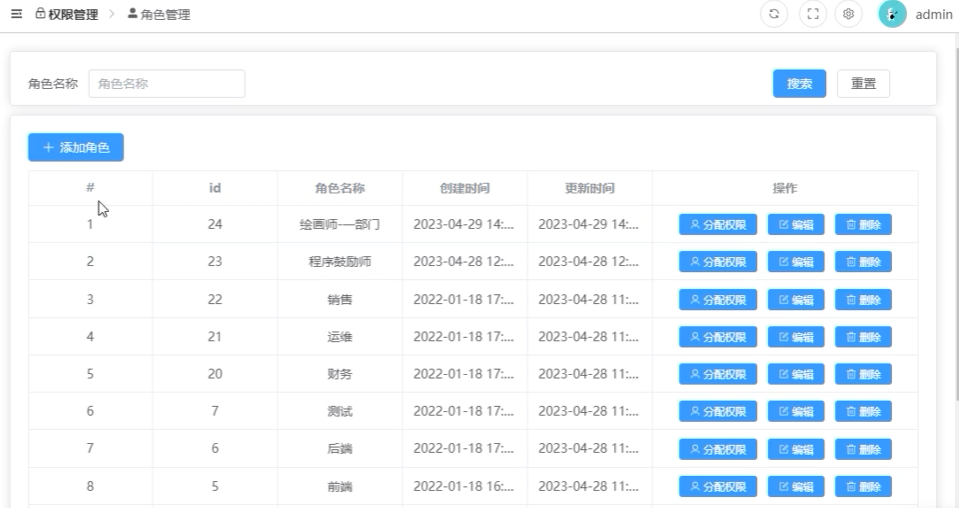 权限管理 角色管理 admin
角色名称 角色名称 搜索 重置
+ 添加角色
# id 角色名称 创建时间 更新时间 操作
1 24 绘画师-一部门 2023-04-29 14:... 2023-04-29 14:... 分配权限 编辑 删除
2 23 程序鼓励师 2023-04-28 12:... 2023-04-28 12:... 分配权限 编辑 删除
3 22 销售 2022-01-18 17:... 2023-04-28 11:... 分配权限 编辑 删除
4 21 运维 2022-01-18 17:... 2023-04-28 11:... 分配权限 编辑 删除
5 20 财务 2022-01-18 17:... 2023-04-28 11:... 分配权限 编辑 删除
6 7 测试 2022-01-18 17:... 2023-04-28 11:... 分配权限 编辑 删除
7 6 后端 2022-01-18 17:... 2023-04-28 11:... 分配权限 编辑 删除
8 5 前端 2022-01-18 16:... 2023-04-28 11:... 分配权限 编辑 删除